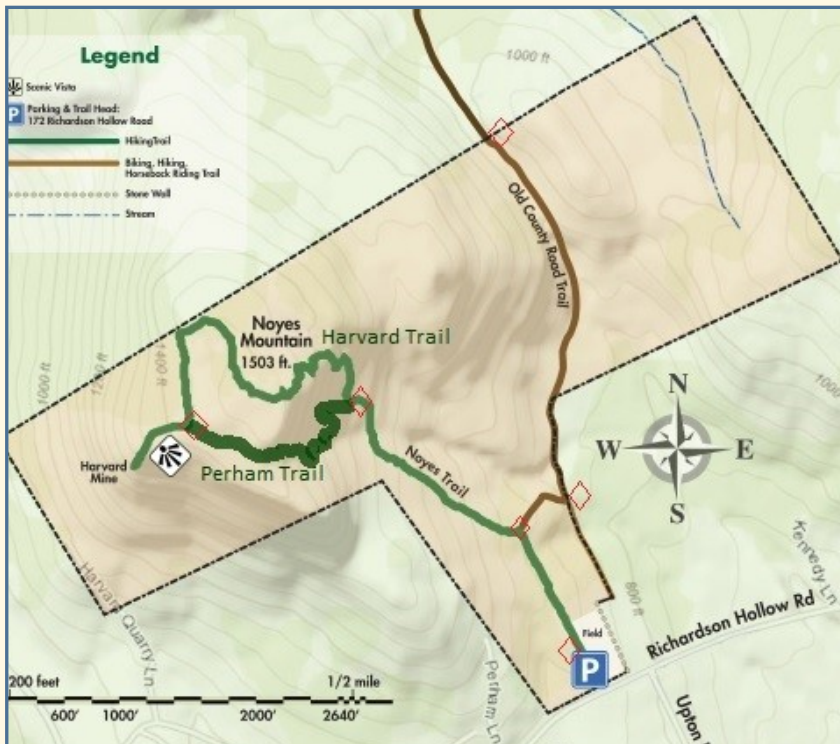 Legend
Scenic Vista
P
Parking & Trail Head:
172 Richardson Hollow Road
Hiking Trail
Biking, Hiking,
Horseback Riding Trail
Stone Wall
Stream
1000 ft
Old County Road Trail
Noyes
Mountain
1503 ft.
Harvard Trail
1000 ft
1200 ft
1400 ft
N
W
E
S
Noyes Trail
Perham Trail
Harvard
Mine
Kennedy Ln
800 ft
Field
Richardson Hollow Rd
P
Harvard Quarry Ln
Perham Ln
Upton
200 feet
1/2 mile
600'
1000'
2000'
2640'